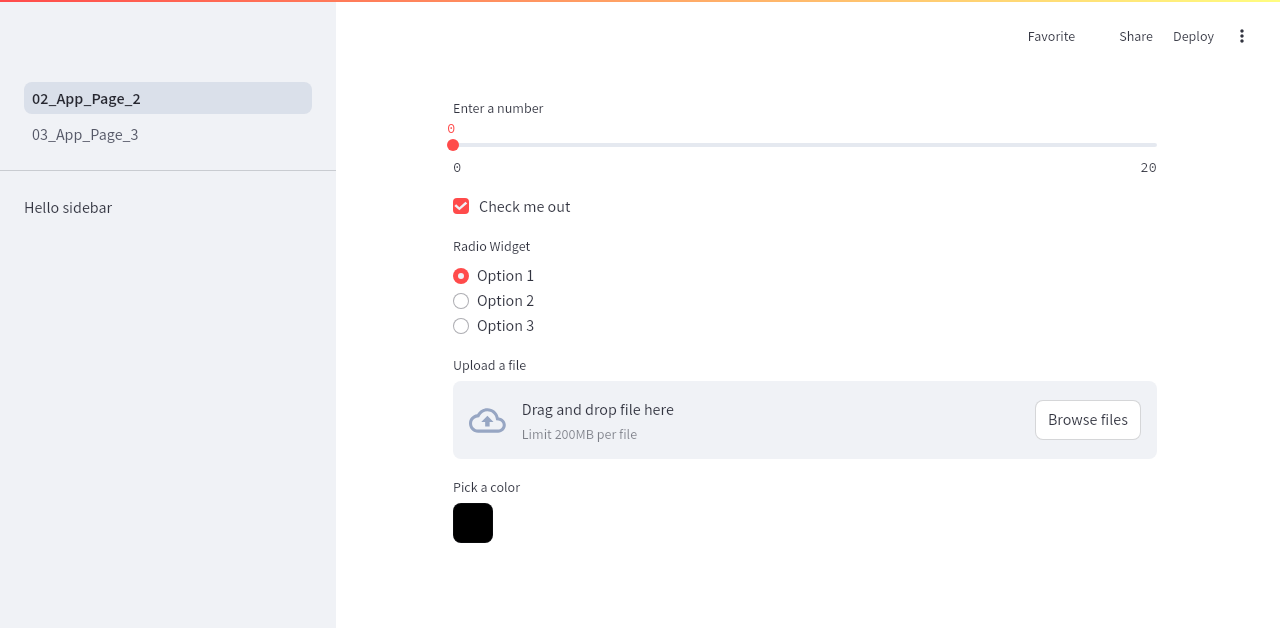 Favorite Share Deploy
02_App_Page_2
03_App_Page_3
Hello sidebar
Enter a number
0
0 20
Check me out
Radio Widget
Option 1
Option 2
Option 3
Upload a file
Drag and drop file here
Limit 200MB per file
Browse files
Pick a color